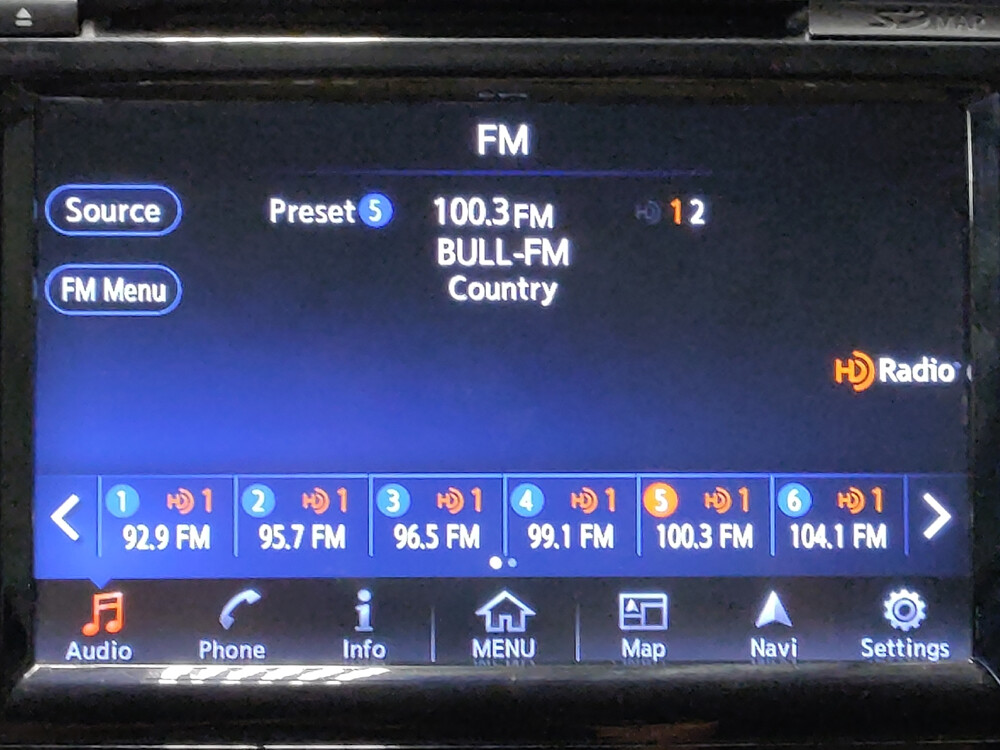 SD MAP
FM
Source
Preset 5 100.3 FM HD 1 2
BULL-FM
FM Menu
Country
HD Radio
1 HD 1 2 HD 1 3 HD 1 4 HD 1 5 HD 1 6 HD 1
92.9 FM 95.7 FM 96.5 FM 99.1 FM 100.3 FM 104.1 FM
Audio Phone Info MENU Map Navi Settings